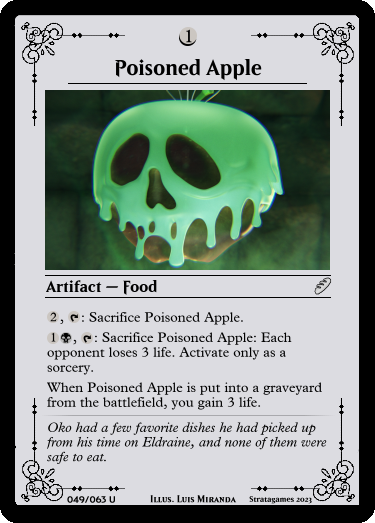 1
Poisoned Apple
Artifact — Food
2, : Sacrifice Poisoned Apple.
1, : Sacrifice Poisoned Apple: Each
opponent loses 3 life. Activate only as a
sorcery.
When Poisoned Apple is put into a graveyard
from the battlefield, you gain 3 life.
Oko had a few favorite dishes he had picked up
from his time on Eldraine, and none of them were
safe to eat.
049/063 U Illus. Luis Miranda Stratagames 2023